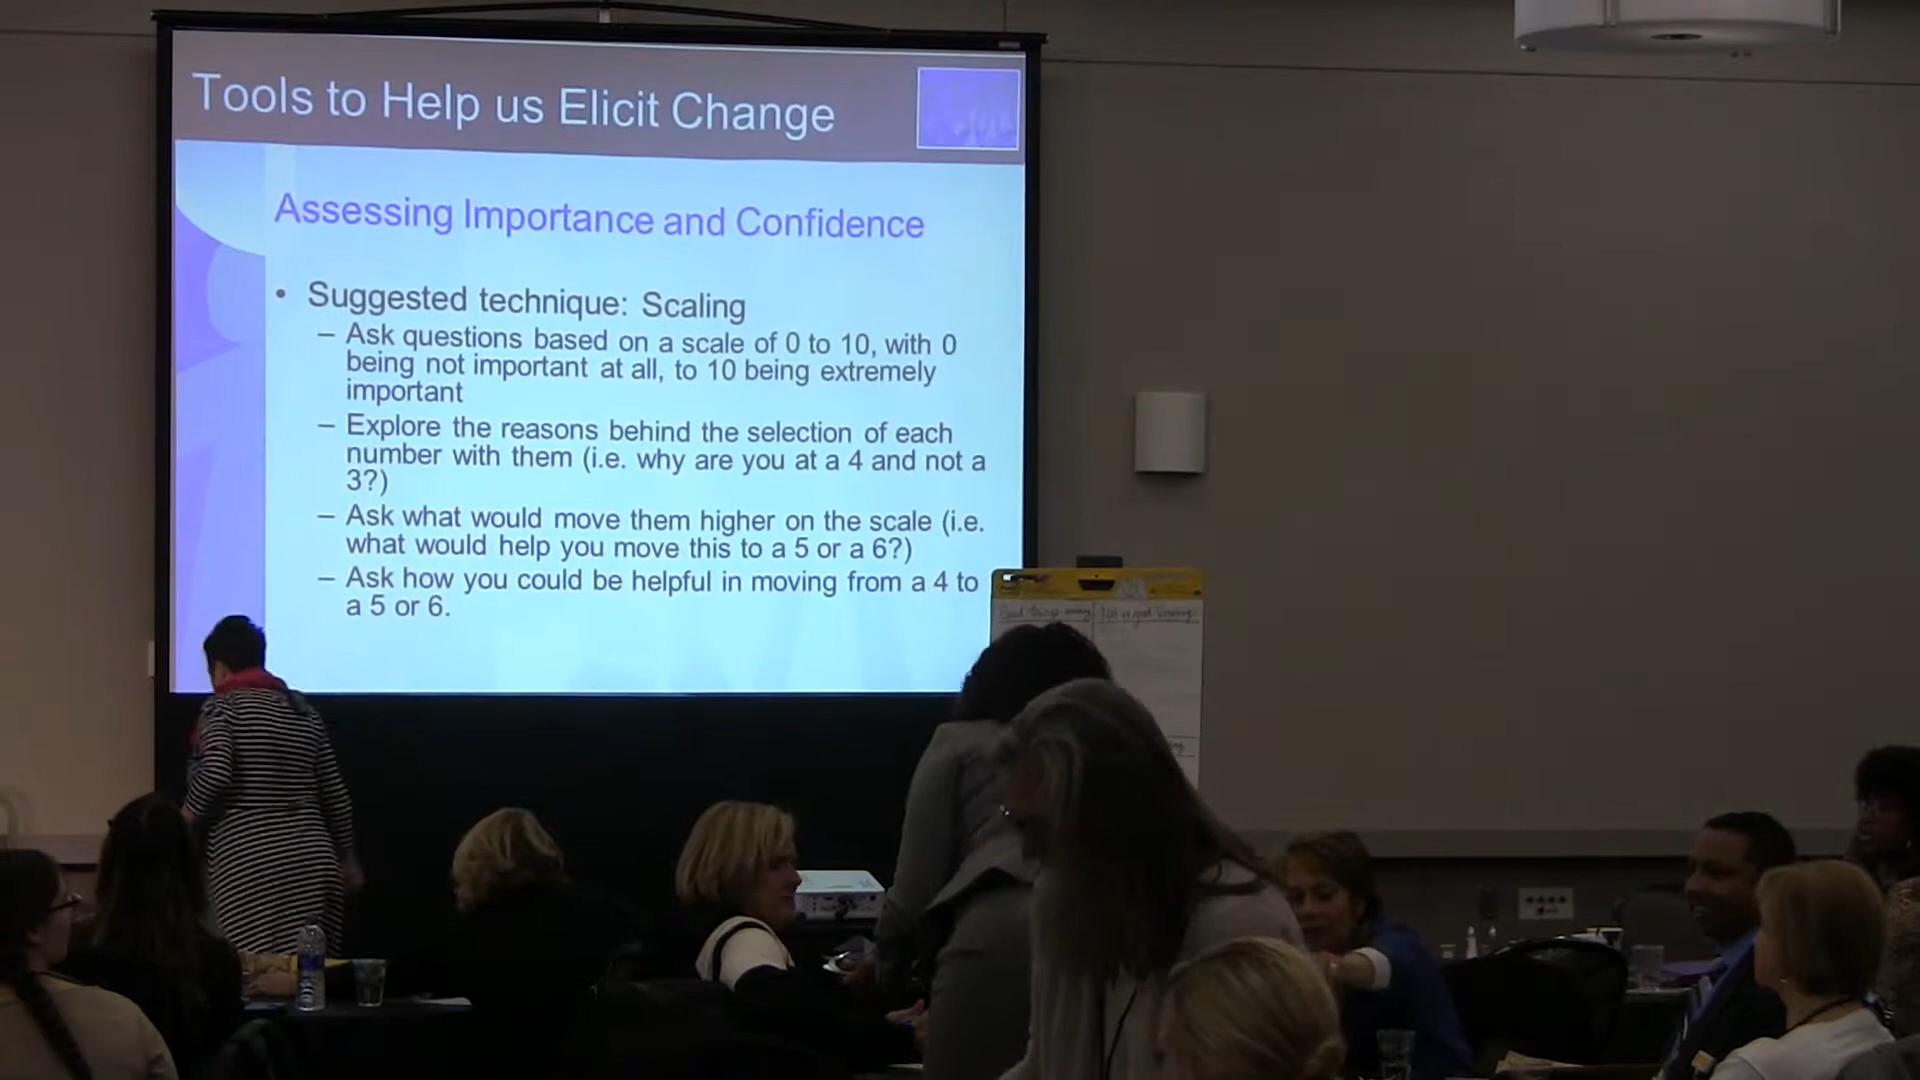 Tools to Help us Elicit Change
Assessing Importance and Confidence
• Suggested technique: Scaling
– Ask questions based on a scale of 0 to 10, with 0
being not important at all, to 10 being extremely
important
– Explore the reasons behind the selection of each
number with them (i.e. why are you at a 4 and not a
3?)
– Ask what would move them higher on the scale (i.e.
what would help you move this to a 5 or a 6?)
– Ask how you could be helpful in moving from a 4 to
a 5 or 6.